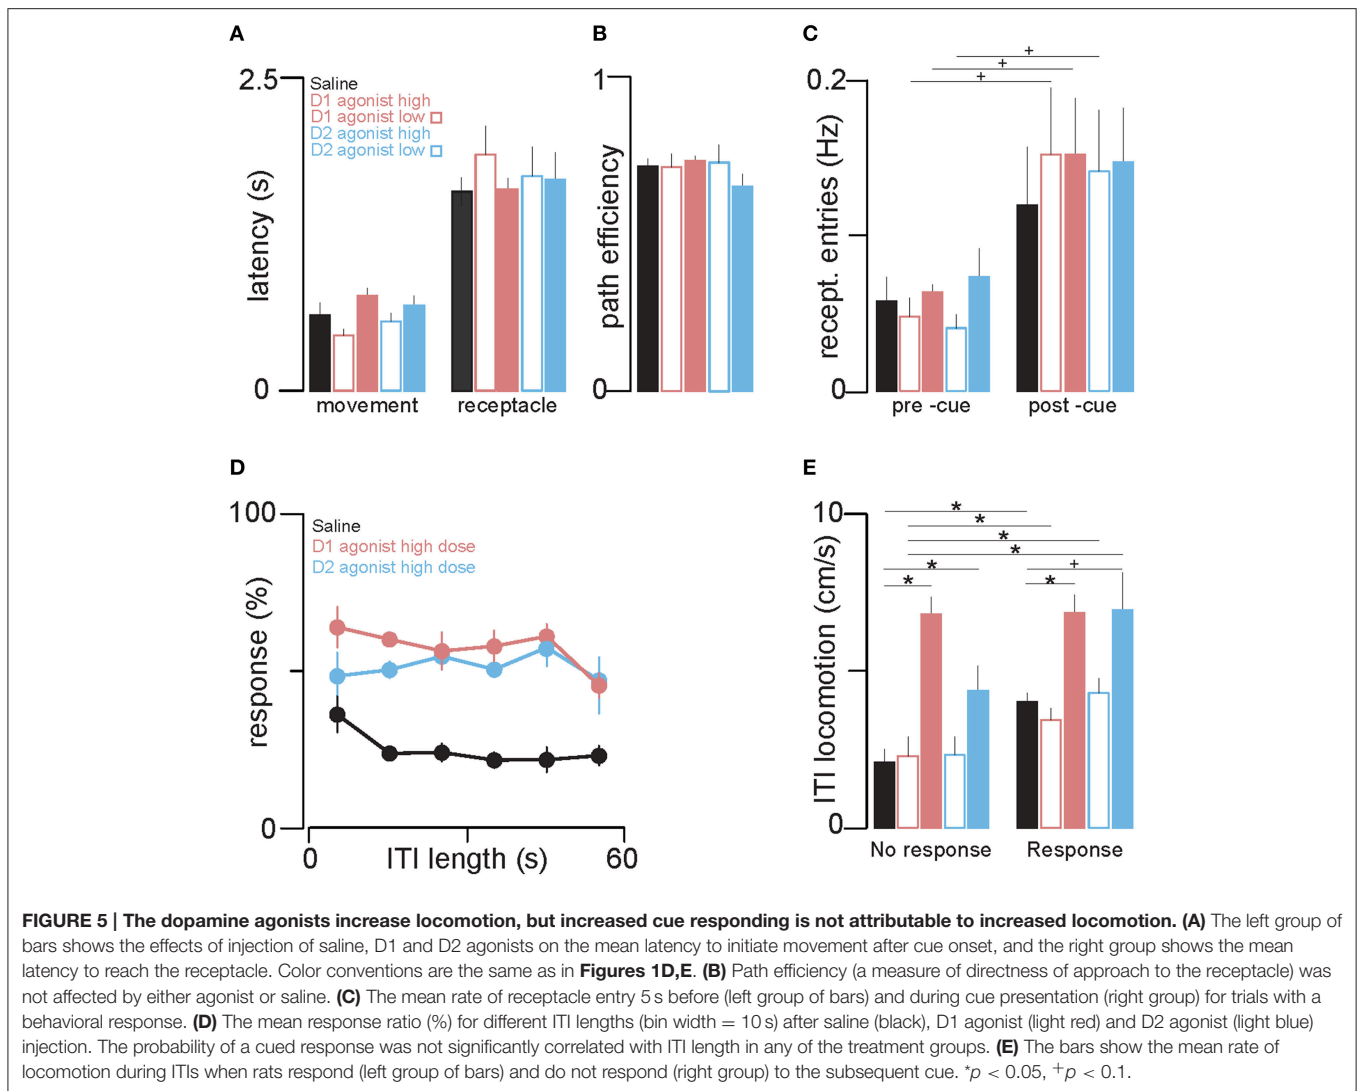 A
2.5
latency (s)
0
Saline
D1 agonist high
D1 agonist low
D2 agonist high
D2 agonist low
movement
receptacle
B
1
path efficiency
0
C
0.2
recept. entries (Hz)
0
+
+
+
pre -cue
post -cue
D
100
response (%)
0
Saline
D1 agonist high dose
D2 agonist high dose
0
ITI length (s)
60
E
10
ITI locomotion (cm/s)
0
*
*
*
*
*
+
*
*
No response
Response
FIGURE 5 | The dopamine agonists increase locomotion, but increased cue responding is not attributable to increased locomotion. (A) The left group of
bars shows the effects of injection of saline, D1 and D2 agonists on the mean latency to initiate movement after cue onset, and the right group shows the mean
latency to reach the receptacle. Color conventions are the same as in Figures 1D,E. (B) Path efficiency (a measure of directness of approach to the receptacle) was
not affected by either agonist or saline. (C) The mean rate of receptacle entry 5 s before (left group of bars) and during cue presentation (right group) for trials with a
behavioral response. (D) The mean response ratio (%) for different ITI lengths (bin width = 10 s) after saline (black), D1 agonist (light red) and D2 agonist (light blue)
injection. The probability of a cued response was not significantly correlated with ITI length in any of the treatment groups. (E) The bars show the mean rate of
locomotion during ITIs when rats respond (left group of bars) and do not respond (right group) to the subsequent cue. *p < 0.05, +p < 0.1.